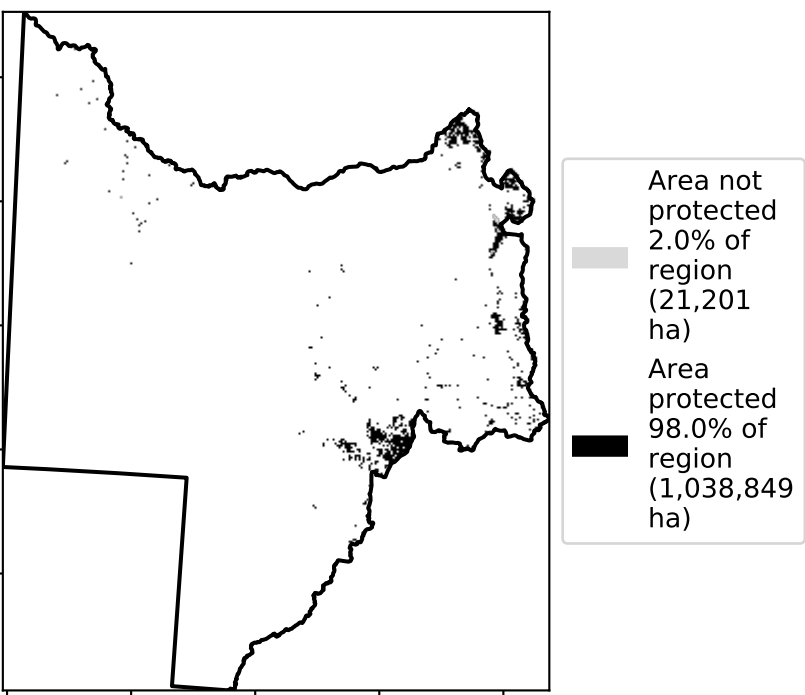 Area not
protected
2.0% of
region
(21,201
ha)
Area
protected
98.0% of
region
(1,038,849
ha)